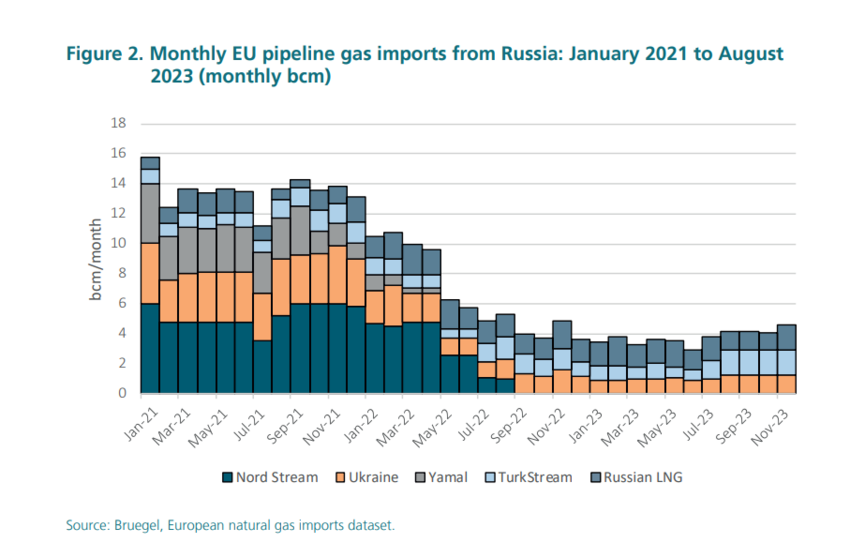 Figure 2. Monthly EU pipeline gas imports from Russia: January 2021 to August
2023 (monthly bcm)
18
16
14
12
10
8
6
4
2
0
bcm/month
Jan-21
Mar-21
May-21
Jul-21
Sep-21
Nov-21
Jan-22
Mar-22
May-22
Jul-22
Sep-22
Nov-22
Jan-23
Mar-23
May-23
Jul-23
Sep-23
Nov-23
Nord Stream Ukraine Yamal TurkStream Russian LNG
Source: Bruegel, European natural gas imports dataset.